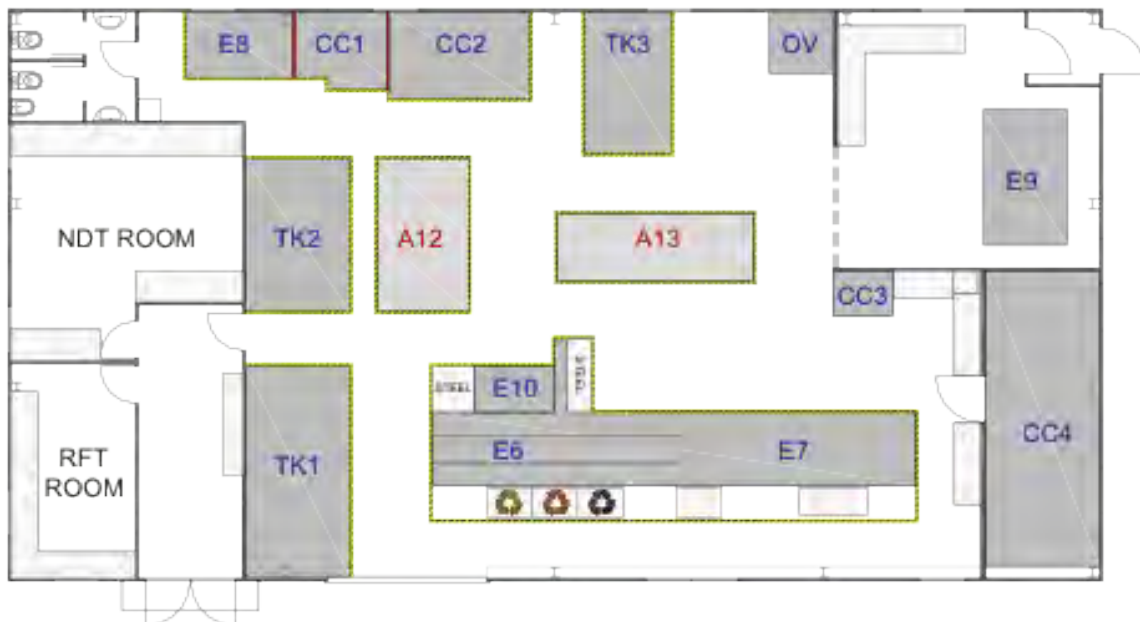 E8
CC1
CC2
TK3
OV
E9
NDT ROOM
TK2
A12
A13
CC3
STEEL
E10
E6
E7
CC4
RFT
ROOM
TK1